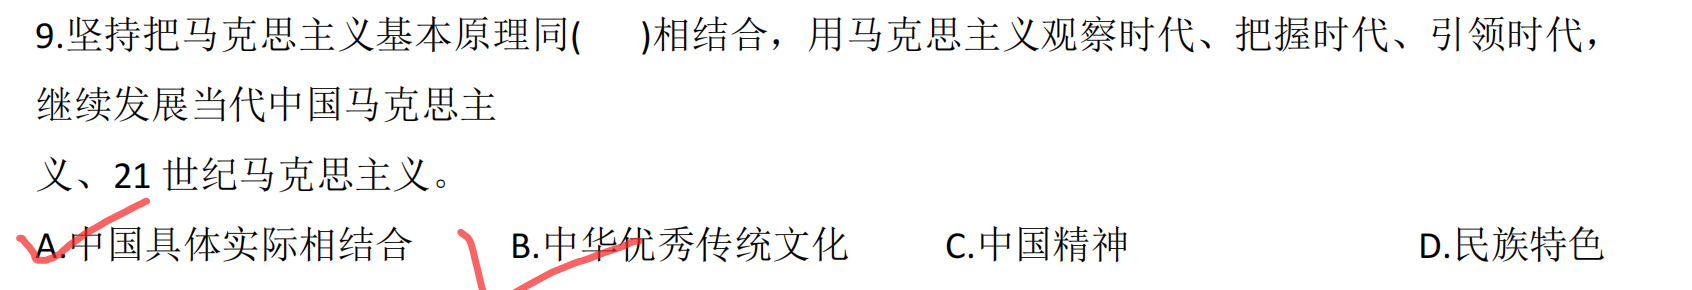 9.坚持把马克思主义基本原理同(　　)相结合，用马克思主义观察时代、把握时代、引领时代，
继续发展当代中国马克思主
义、21 世纪马克思主义。
A.中国具体实际相结合　　B.中华优秀传统文化　　C.中国精神　　D.民族特色